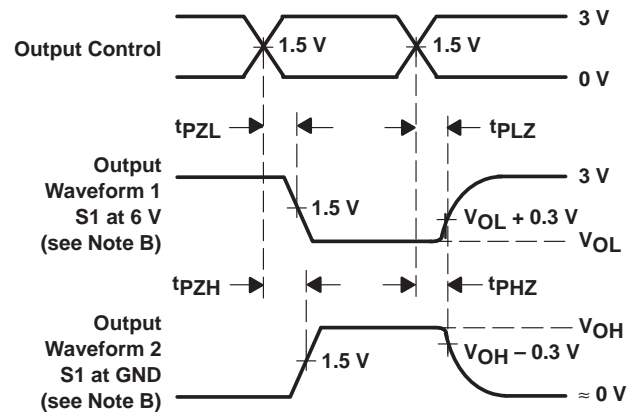 3 V
Output Control
1.5 V
1.5 V
0 V
tPZL
tPLZ
Output
Waveform 1
S1 at 6 V
(see Note B)
3 V
1.5 V
VOL + 0.3 V
VOL
tPZH
tPHZ
Output
Waveform 2
S1 at GND
(see Note B)
VOH
VOH − 0.3 V
1.5 V
≈ 0 V